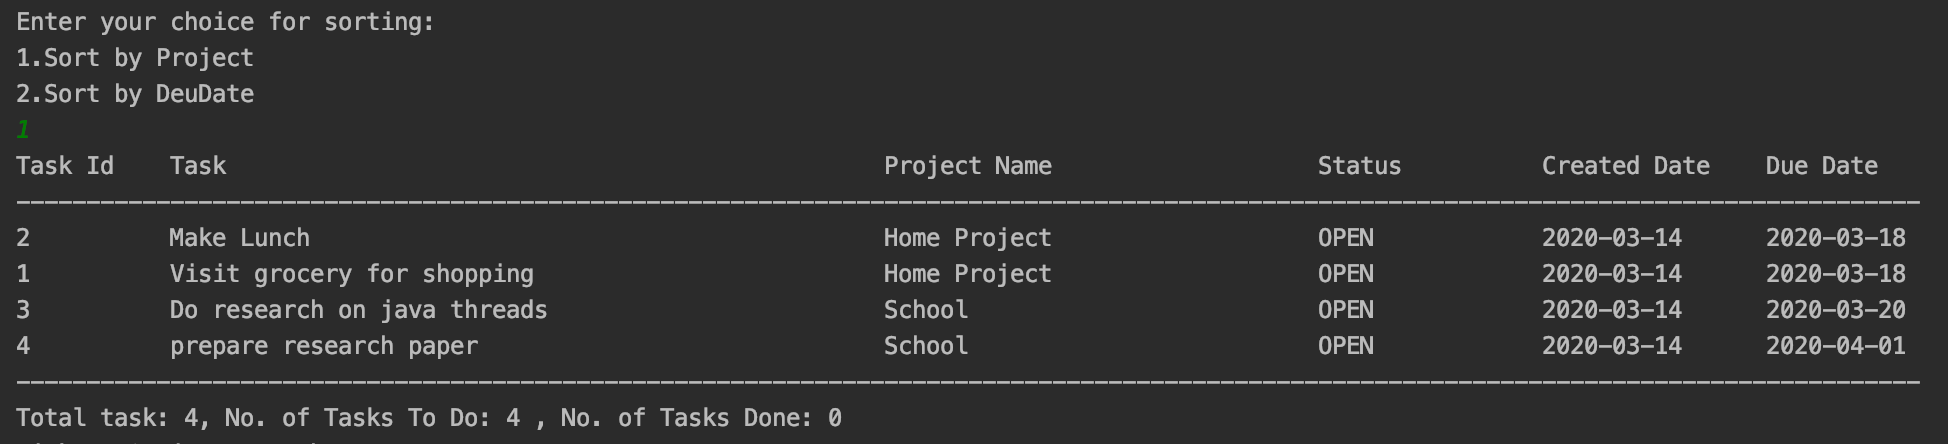 Enter your choice for sorting:
1.Sort by Project
2.Sort by DeuDate
1
Task Id    Task    Project Name    Status    Created Date    Due Date
2    Make Lunch    Home Project    OPEN    2020-03-14    2020-03-18
1    Visit grocery for shopping    Home Project    OPEN    2020-03-14    2020-03-18
3    Do research on java threads    School    OPEN    2020-03-14    2020-03-20
4    prepare research paper    School    OPEN    2020-03-14    2020-04-01
Total task: 4, No. of Tasks To Do: 4 , No. of Tasks Done: 0